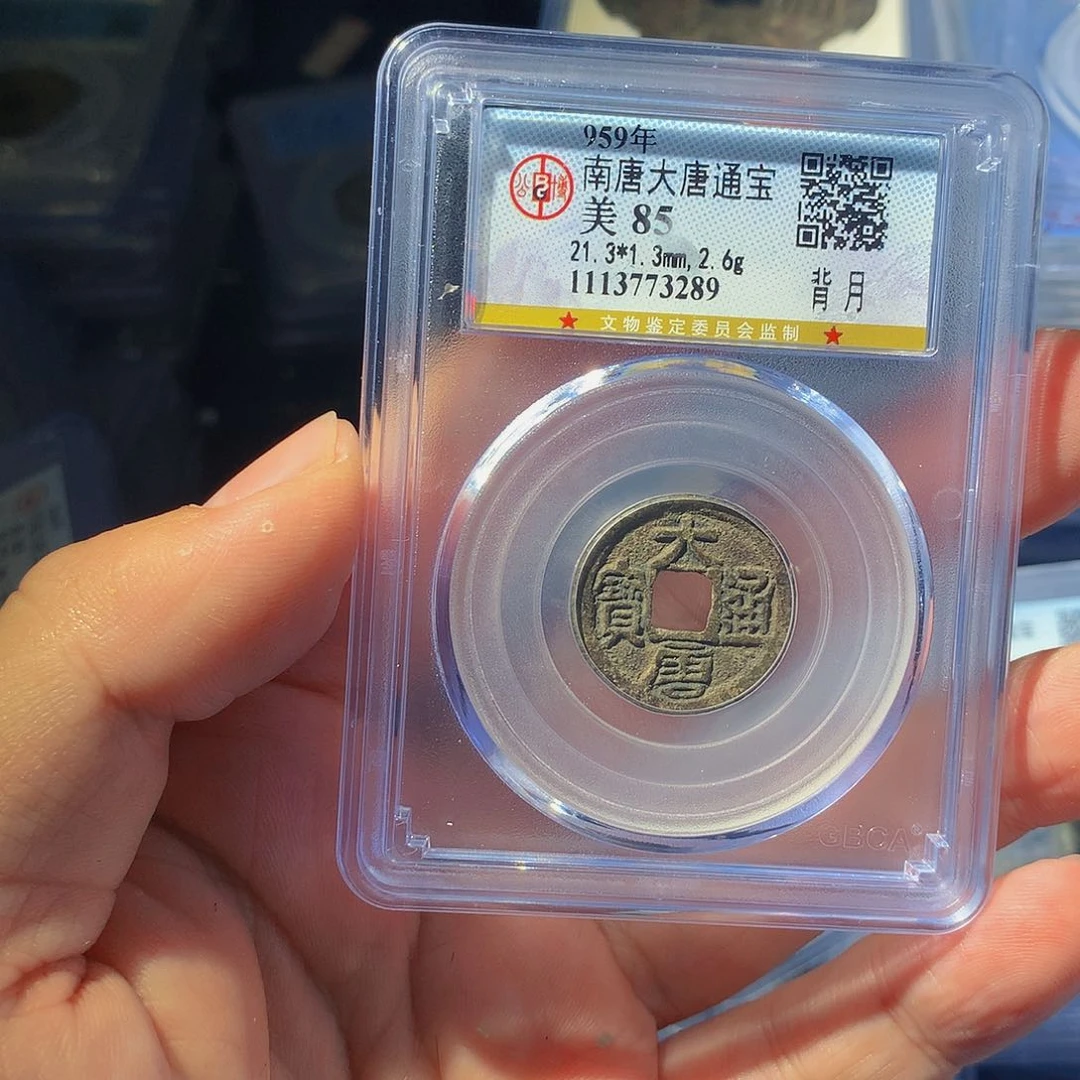 959年
南唐大唐通宝
美 85
21.3*1.3mm,2.6g
1113773289
背月
★ 文物鉴定委员会监制 ★
大
寶 通
唐
GBCA